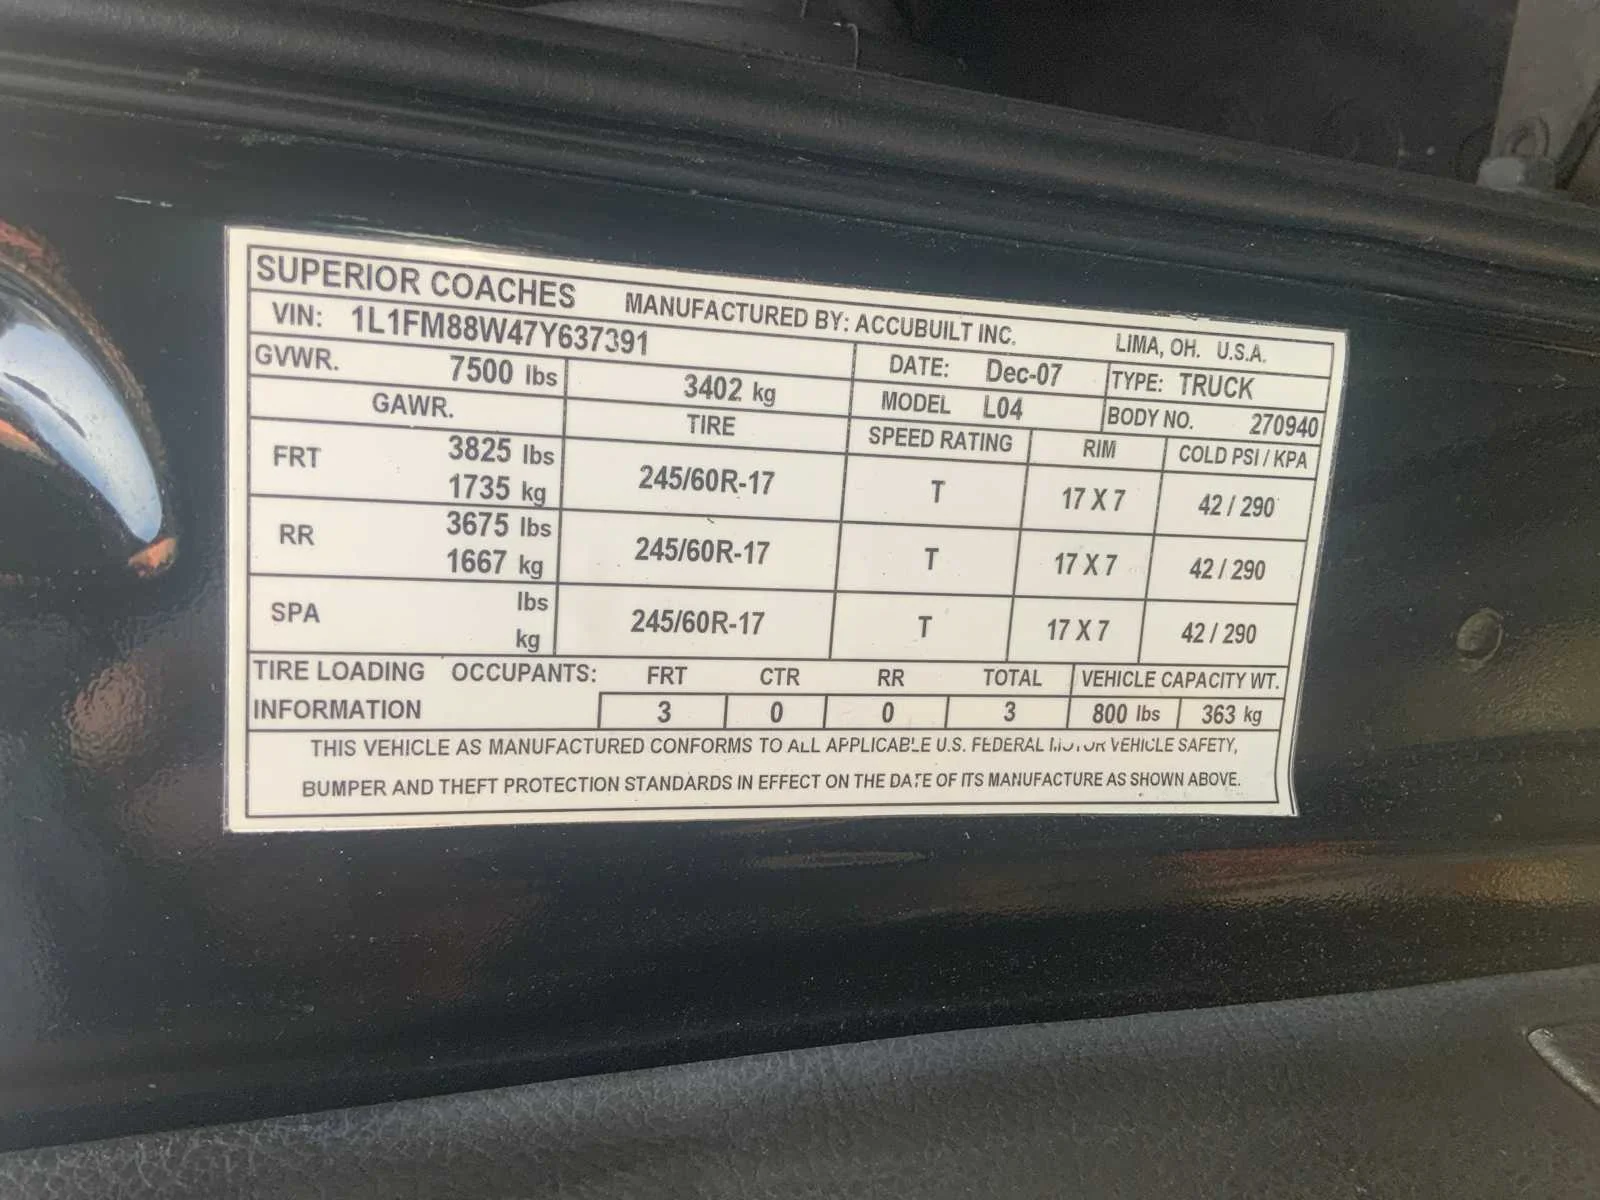 SUPERIOR COACHES MANUFACTURED BY: ACCUBUILT INC. LIMA, OH. U.S.A.
VIN: 1L1FM88W47Y637391 DATE: Dec-07 TYPE: TRUCK
GVWR. 7500 lbs 3402 kg MODEL L04 BODY NO. 270940
GAWR. TIRE SPEED RATING RIM COLD PSI / KPA
FRT 3825 lbs 245/60R-17 T 17 X 7 42 / 290
1735 kg
RR 3675 lbs 245/60R-17 T 17 X 7 42 / 290
1667 kg
SPA lbs 245/60R-17 T 17 X 7 42 / 290
kg
TIRE LOADING OCCUPANTS: FRT CTR RR TOTAL VEHICLE CAPACITY WT.
INFORMATION 3 0 0 3 800 lbs 363 kg
THIS VEHICLE AS MANUFACTURED CONFORMS TO ALL APPLICABLE U.S. FEDERAL MOTOR VEHICLE SAFETY,
BUMPER AND THEFT PROTECTION STANDARDS IN EFFECT ON THE DATE OF ITS MANUFACTURE AS SHOWN ABOVE.